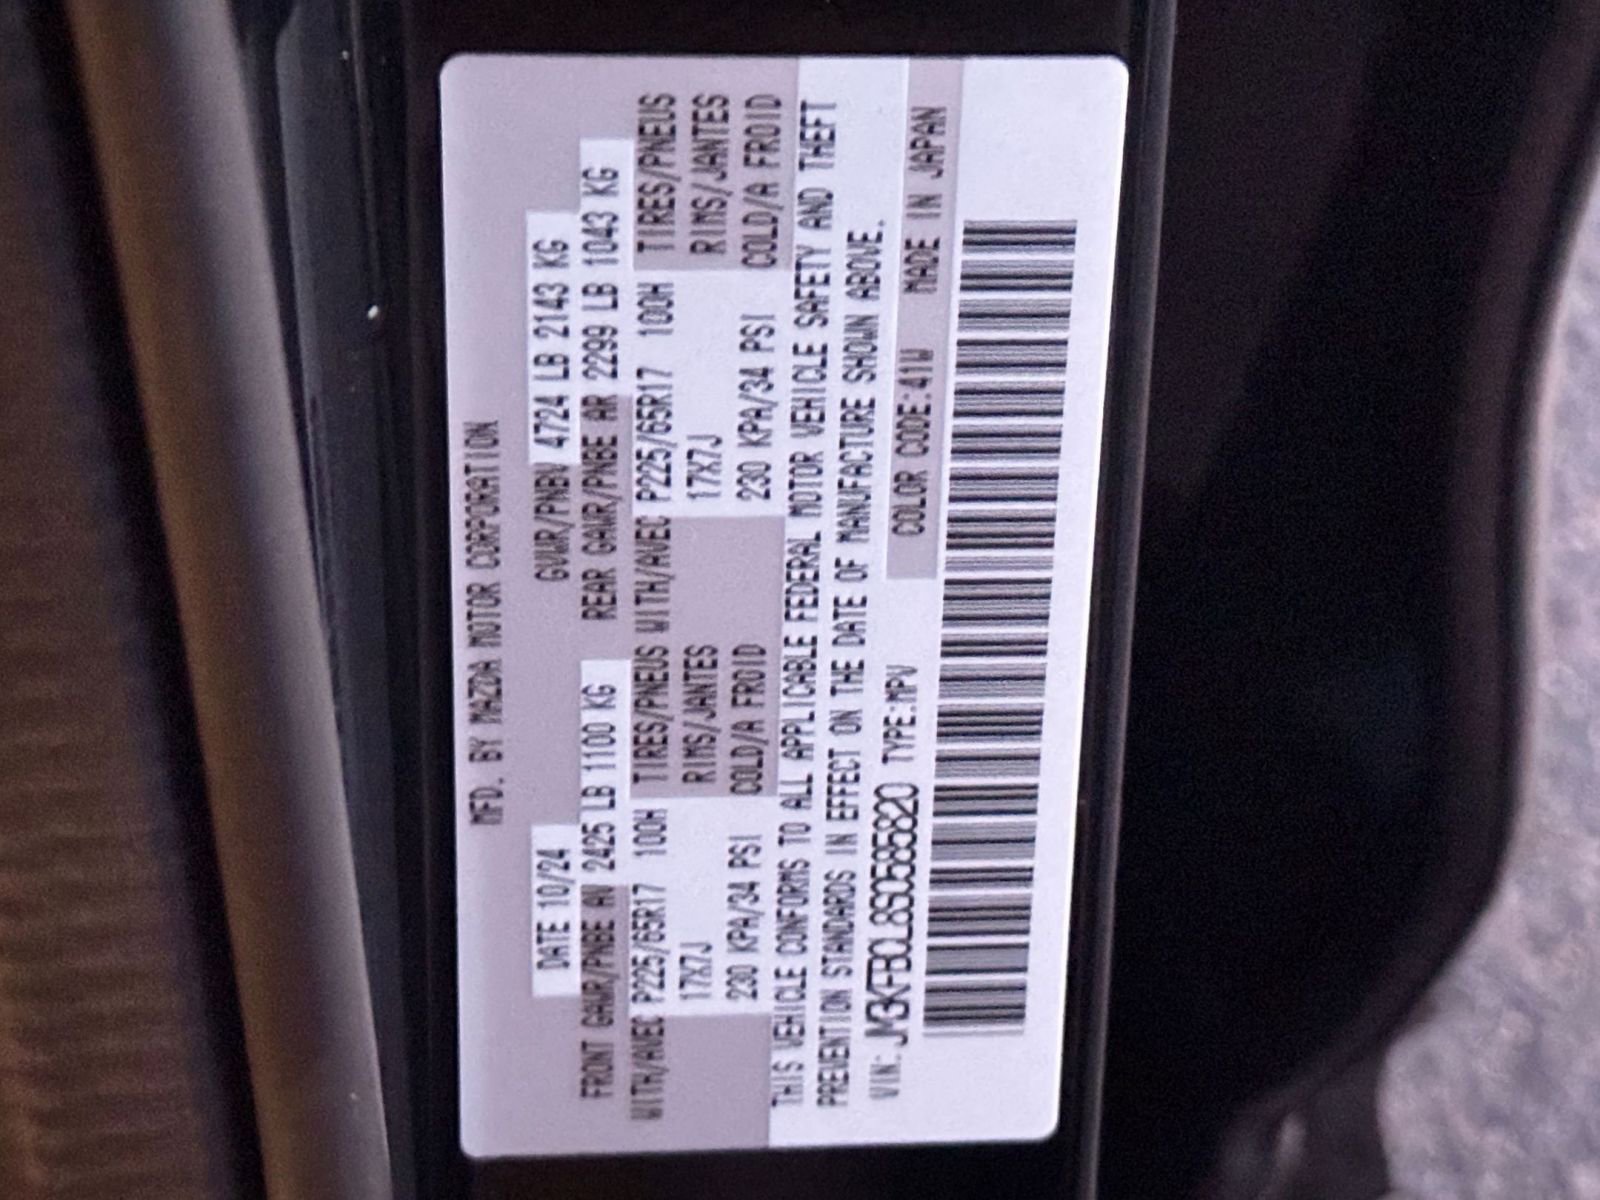 MFD. BY MAZDA MOTOR CORPORATION
DATE 10/24 GVWR/PNBV 4724 LB 2143 KG
FRONT GAWR/PNBE AV 2425 LB 1100 KG REAR GAWR/PNBE AR 2299 LB 1043 KG
WITH/AVEC P225/65R17 100H TIRES/PNEUS WITH/AVEC P225/65R17 100H TIRES/PNEUS
17X7J RIMS/JANTES 17X7J RIMS/JANTES
230 KPA/34 PSI COLD/A FROID 230 KPA/34 PSI COLD/A FROID
THIS VEHICLE CONFORMS TO ALL APPLICABLE FEDERAL MOTOR VEHICLE SAFETY AND THEFT
PREVENTION STANDARDS IN EFFECT ON THE DATE OF MANUFACTURE SHOWN ABOVE.
VIN: JM3KFBCL8S0585820 TYPE:MPV COLOR CODE:41W MADE IN JAPAN